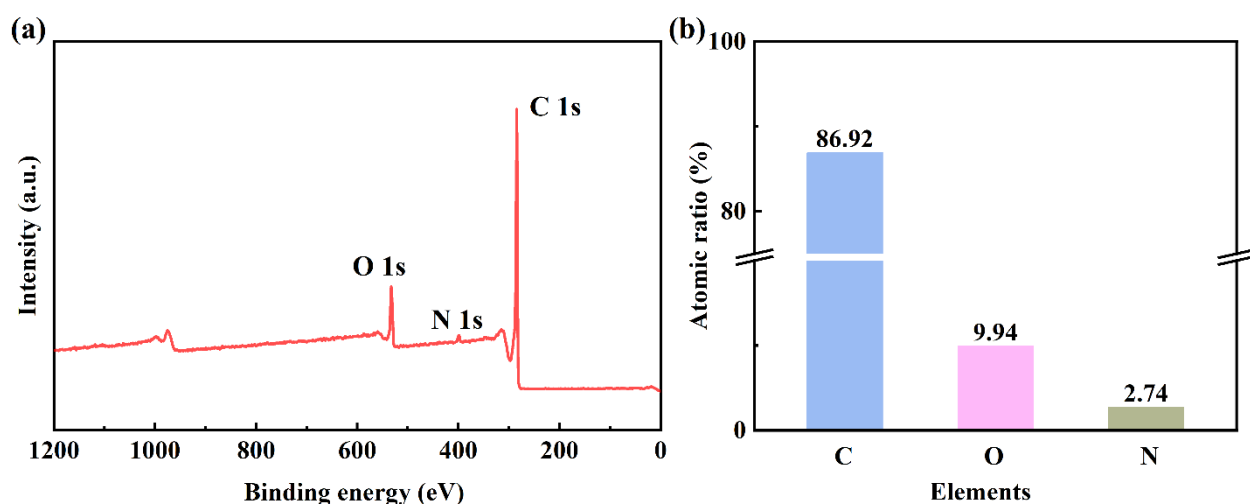 (a)
C 1s
O 1s
N 1s
Intensity (a.u.)
1200 1000 800 600 400 200 0
Binding energy (eV)
(b)
100
86.92
80
9.94
2.74
0
Atomic ratio (%)
C O N
Elements